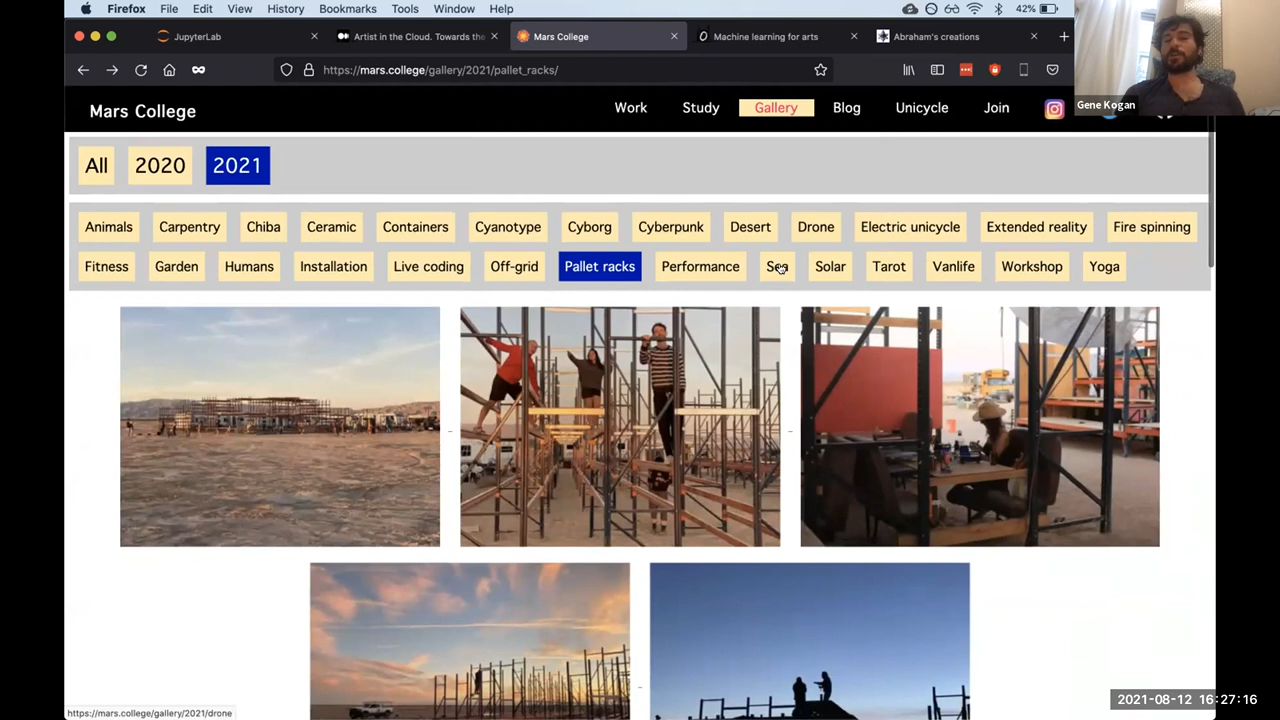 Firefox File Edit View History Bookmarks Tools Window Help 42%
JupyterLab Artist in the Cloud. Towards the Mars College Machine learning for arts Abraham's creations
https://mars.college/gallery/2021/pallet_racks/
Gene Kogan
Mars College Work Study Gallery Blog Unicycle Join
All 2020 2021
Animals Carpentry Chiba Ceramic Containers Cyanotype Cyborg Cyberpunk Desert Drone Electric unicycle Extended reality Fire spinning
Fitness Garden Humans Installation Live coding Off-grid Pallet racks Performance Sea Solar Tarot Vanlife Workshop Yoga
https://mars.college/gallery/2021/drone
2021-08-12 16:27:16